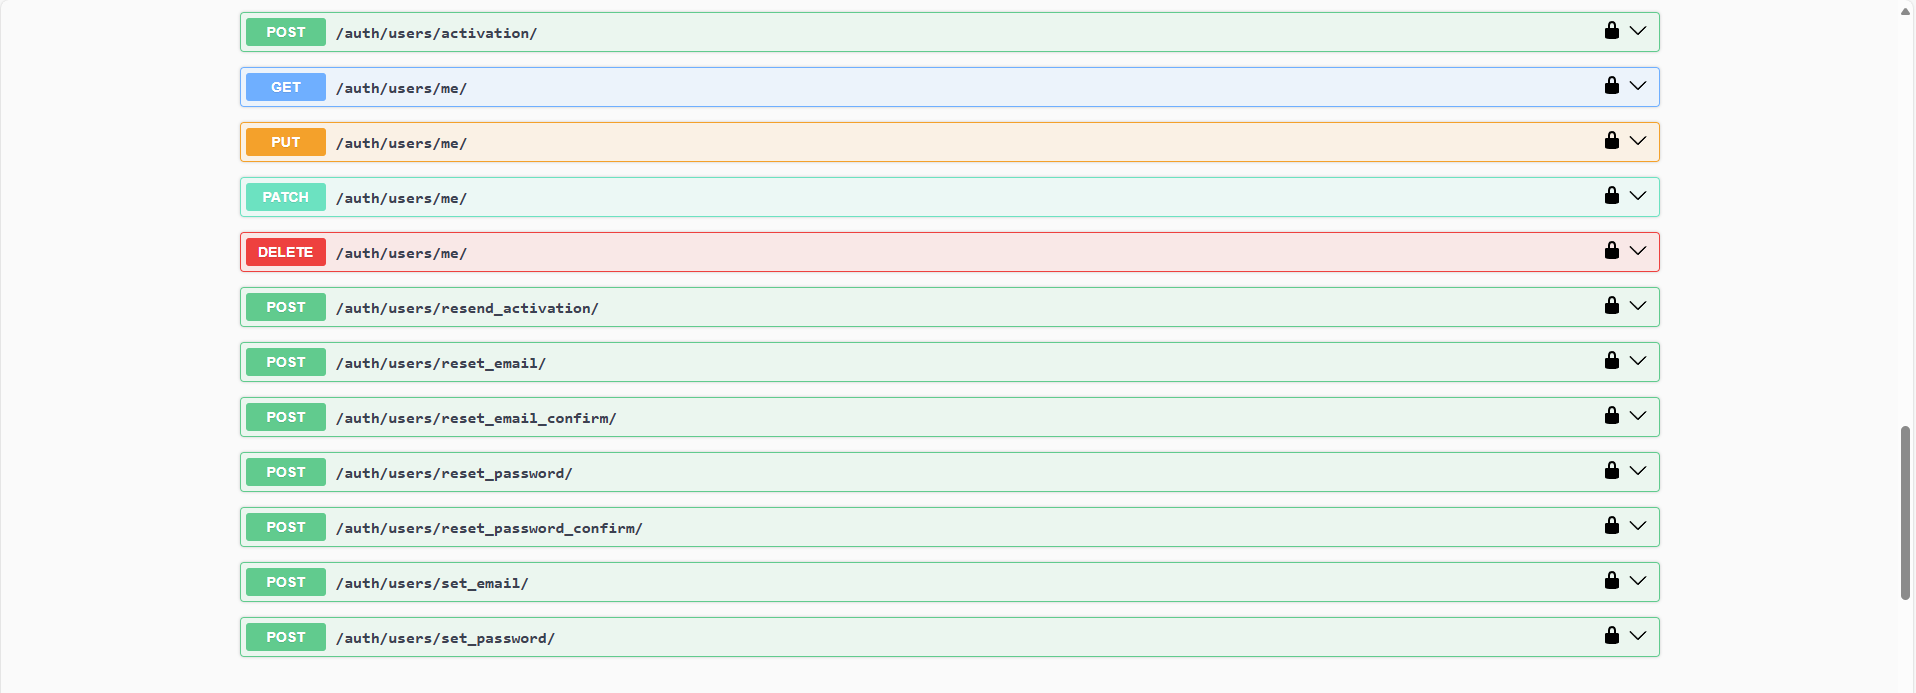 POST /auth/users/activation/
GET /auth/users/me/
PUT /auth/users/me/
PATCH /auth/users/me/
DELETE /auth/users/me/
POST /auth/users/resend_activation/
POST /auth/users/reset_email/
POST /auth/users/reset_email_confirm/
POST /auth/users/reset_password/
POST /auth/users/reset_password_confirm/
POST /auth/users/set_email/
POST /auth/users/set_password/